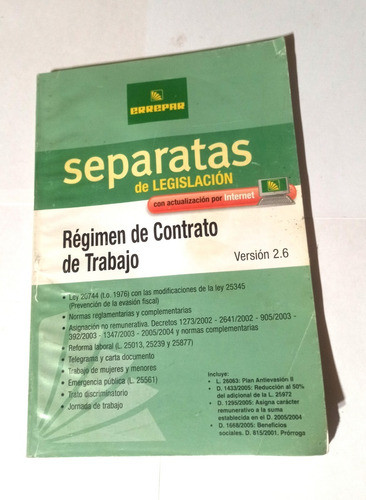 ERREPAR
separatas
de LEGISLACIÓN
con actualización por Internet
Régimen de Contrato
de Trabajo
Versión 2.6
• Ley 20744 (t.o. 1976) con las modificaciones de la ley 25345
(Prevención de la evasión fiscal)
• Normas reglamentarias y complementarias
• Asignación no remunerativa. Decretos 1273/2002 - 2641/2002 - 905/2003 -
392/2003 - 1347/2003 - 2005/2004 y normas complementarias
• Reforma laboral (L. 25013, 25239 y 25877)
• Telegrama y carta documento
• Trabajo de mujeres y menores
• Emergencia pública (L. 25561)
• Trato discriminatorio
• Jornada de trabajo
Incluye:
• L. 26063: Plan Antievasión II
• D. 1433/2005: Reducción al 50%
del adicional de la L. 25972
• D. 1295/2005: Asigna carácter
remunerativo a la suma
establecida en el D. 2005/2004
• D. 1668/2005: Beneficios
sociales. D. 815/2001. Prórroga